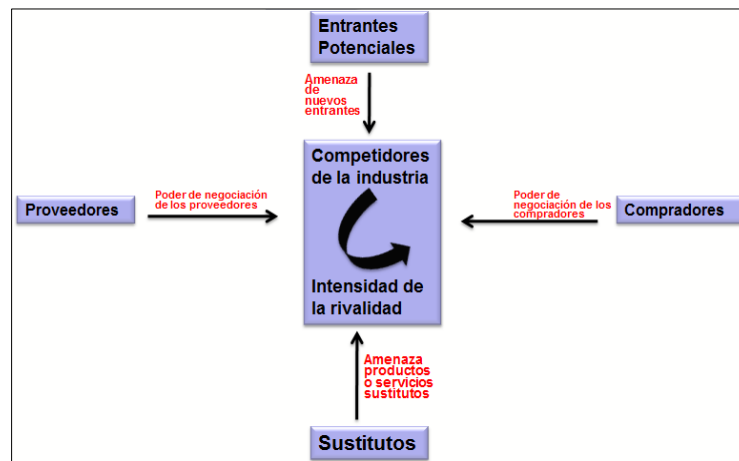 Entrantes
Potenciales
Amenaza
de
nuevos
entrantes
Competidores
de la industria
Proveedores
Poder de negociación
de los proveedores
Poder de
negociación de los
compradores
Compradores
Intensidad de
la rivalidad
Amenaza
productos
o servicios
sustitutos
Sustitutos